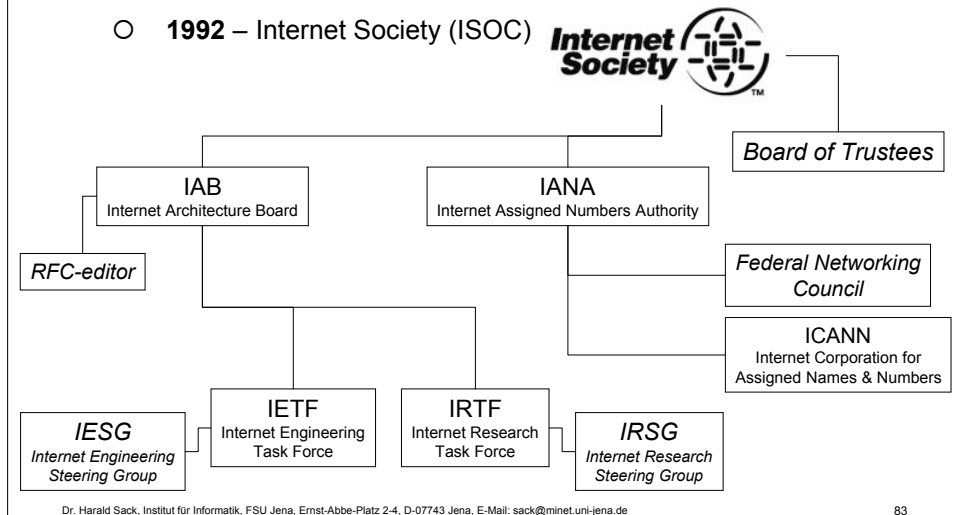 1992 – Internet Society (ISOC)
Internet
Society
TM
Board of Trustees
IAB
Internet Architecture Board
IANA
Internet Assigned Numbers Authority
RFC-editor
Federal Networking
Council
ICANN
Internet Corporation for
Assigned Names & Numbers
IETF
Internet Engineering
Task Force
IRTF
Internet Research
Task Force
IESG
Internet Engineering
Steering Group
IRSG
Internet Research
Steering Group
Dr. Harald Sack, Institut für Informatik, FSU Jena, Ernst-Abbe-Platz 2-4, D-07743 Jena, E-Mail: sack@minet.uni-jena.de
83